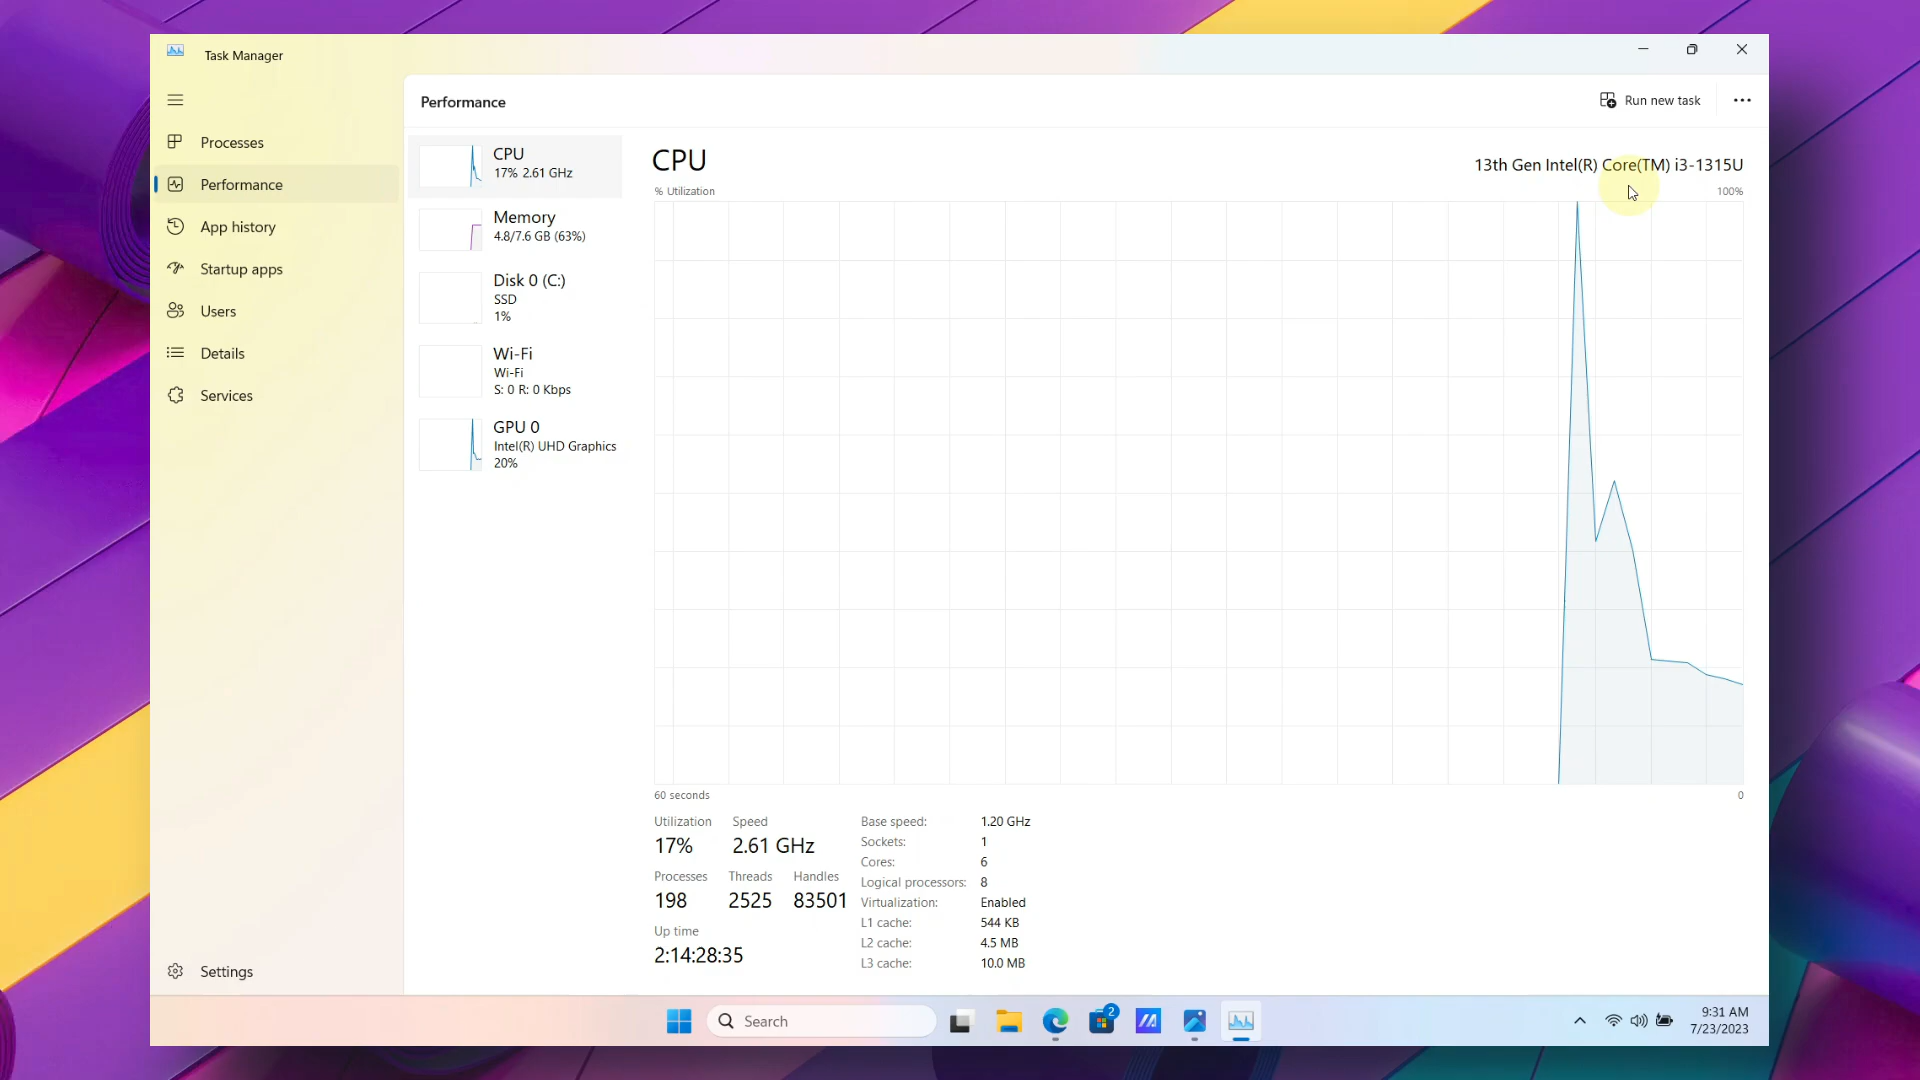 Task Manager
Performance
Run new task
Processes
Performance
App history
Startup apps
Users
Details
Services
Settings
CPU
17% 2.61 GHz
Memory
4.8/7.6 GB (63%)
Disk 0 (C:)
SSD
1%
Wi-Fi
Wi-Fi
S: 0 R: 0 Kbps
GPU 0
Intel(R) UHD Graphics
20%
CPU
13th Gen Intel(R) Core(TM) i3-1315U
% Utilization
100%
60 seconds
0
Utilization
17%
Speed
2.61 GHz
Processes
198
Threads
2525
Handles
83501
Up time
2:14:28:35
Base speed: 1.20 GHz
Sockets: 1
Cores: 6
Logical processors: 8
Virtualization: Enabled
L1 cache: 544 KB
L2 cache: 4.5 MB
L3 cache: 10.0 MB
Search
2
9:31 AM
7/23/2023